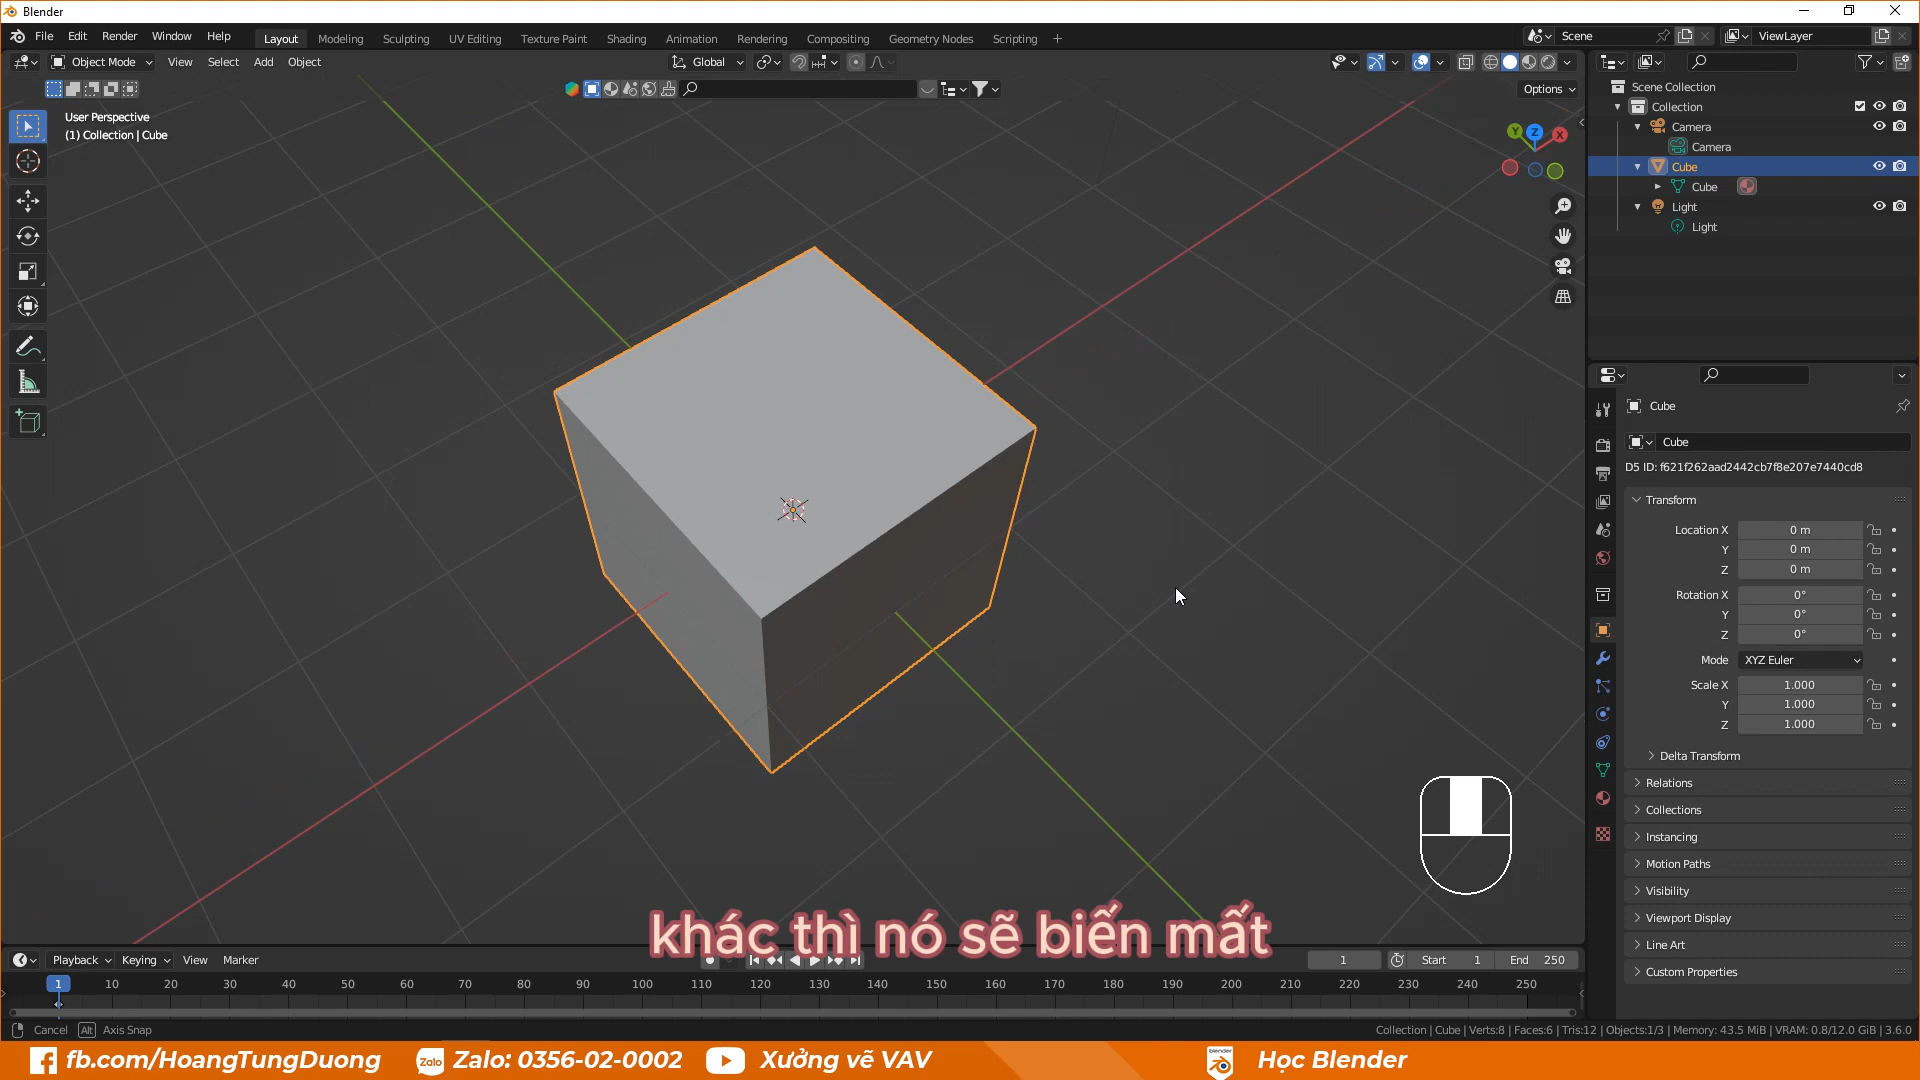 Blender
File Edit Render Window Help
Layout Modeling Sculpting UV Editing Texture Paint Shading Animation Rendering Compositing Geometry Nodes Scripting +
Scene
ViewLayer
Object Mode View Select Add Object
Global
Options
User Perspective
(1) Collection | Cube
Y Z X
Scene Collection
Collection
Camera
Camera
Cube
Cube
Light
Light
Cube
Cube
D5 ID: f621f262aad2442cb7f8e207e7440cd8
Transform
Location X 0 m
Y 0 m
Z 0 m
Rotation X 0°
Y 0°
Z 0°
Mode XYZ Euler
Scale X 1.000
Y 1.000
Z 1.000
Delta Transform
Relations
Collections
Instancing
Motion Paths
Visibility
Viewport Display
Line Art
Custom Properties
khác thì nó sẽ biến mất
Playback Keying View Marker
1 Start 1 End 250
1 10 20 30 40 50 60 70 80 90 100 110 120 130 140 150 160 170 180 190 200 210 220 230 240 250
Cancel Alt Axis Snap
Collection | Cube | Verts:8 | Faces:6 | Tris:12 | Objects:1/3 | Memory: 43.5 MiB | VRAM: 0.8/12.0 GiB | 3.6.0
fb.com/HoangTungDuong Zalo Zalo: 0356-02-0002 Xưởng vẽ VAV blender Học Blender